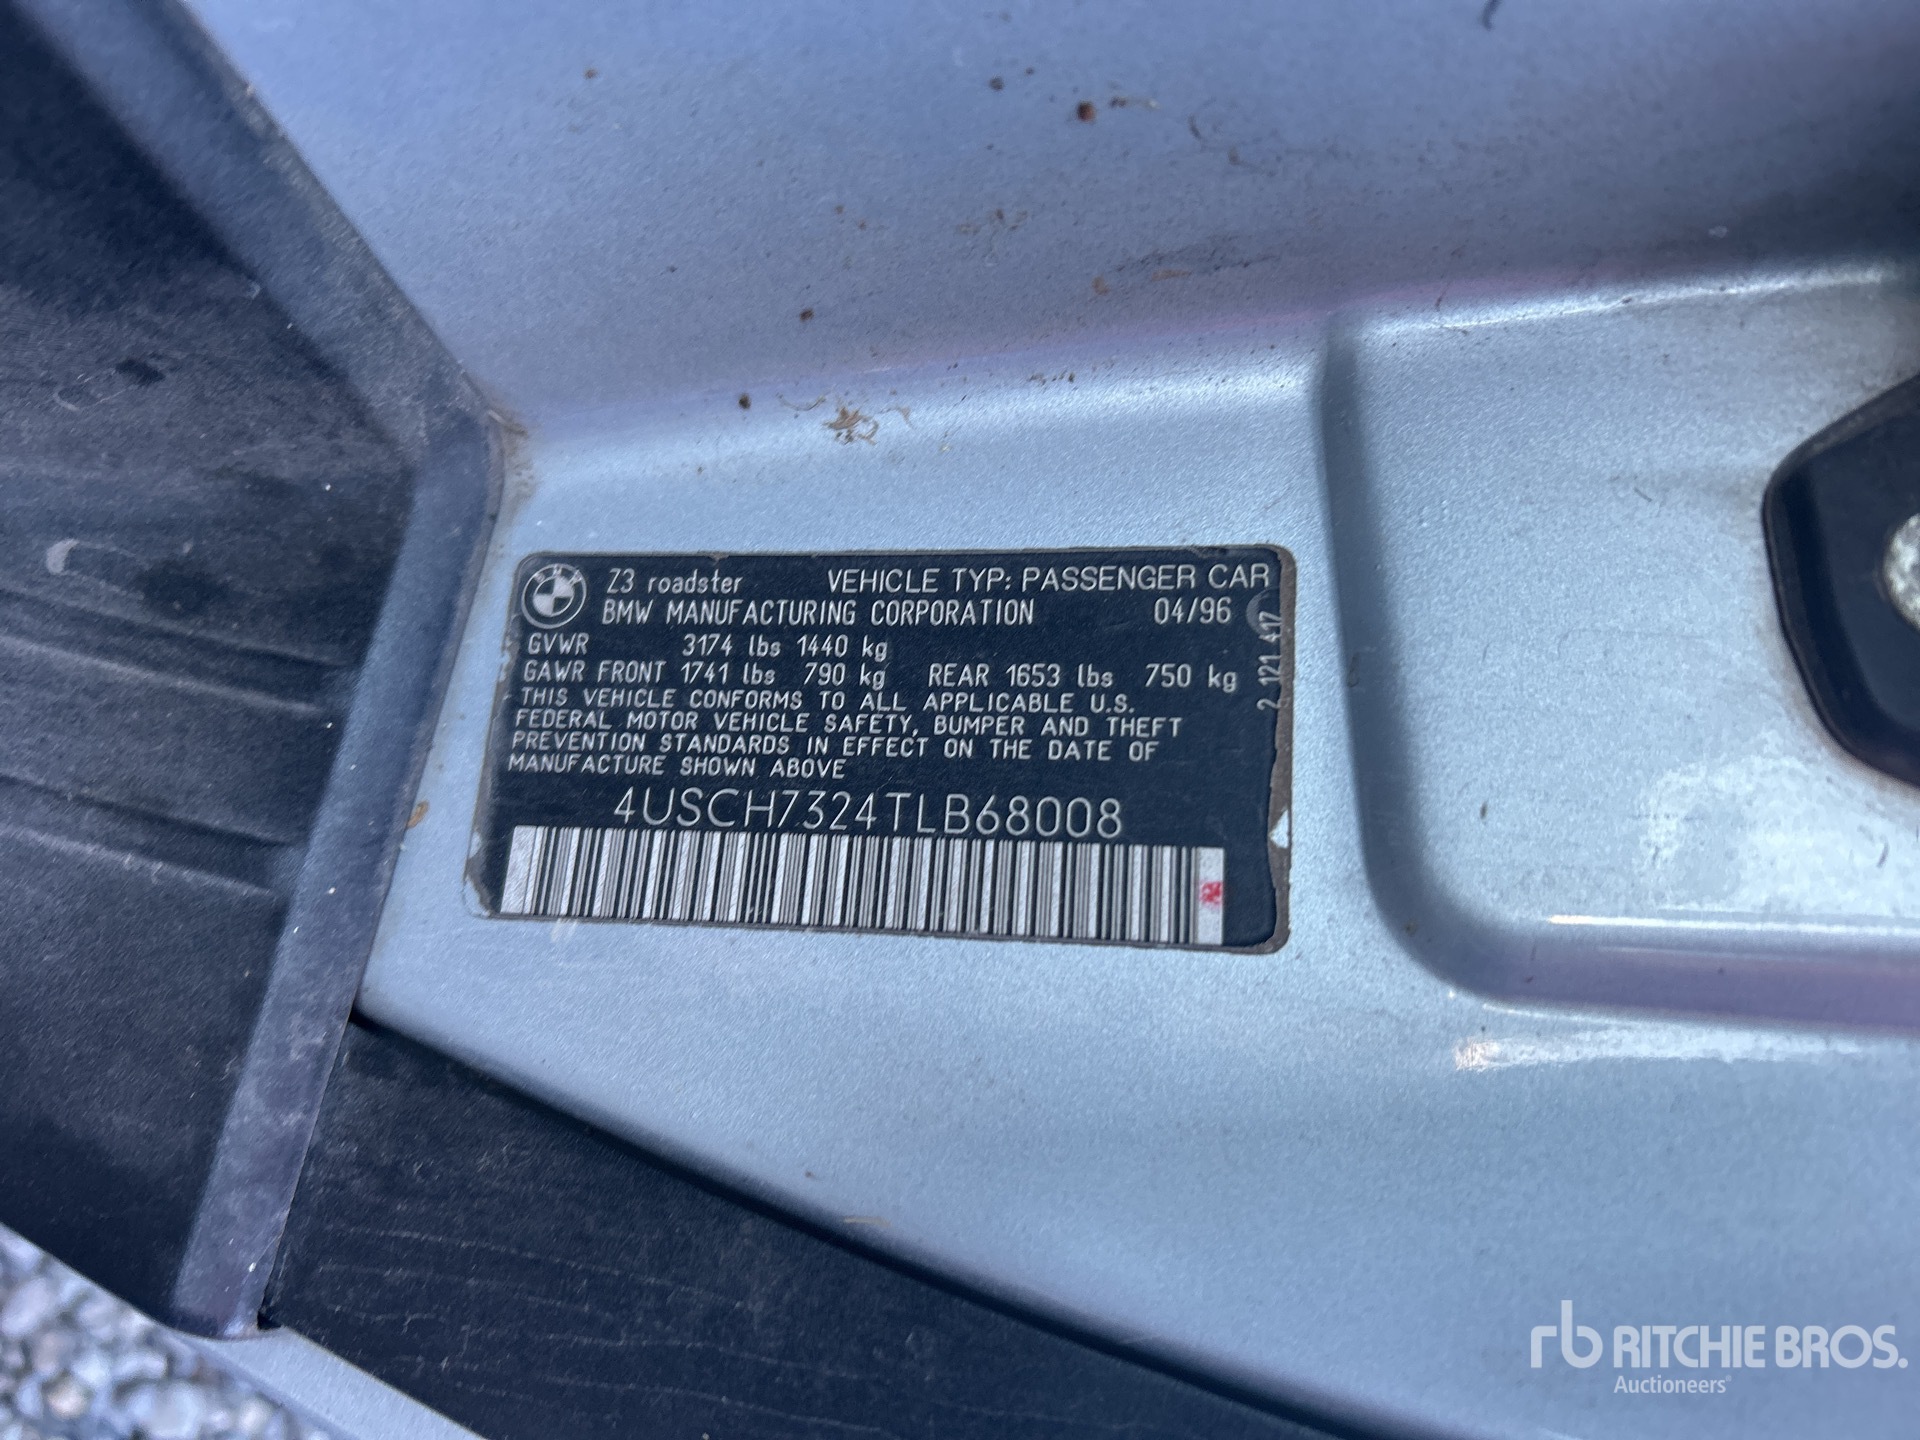 BMW
Z3 roadster VEHICLE TYP: PASSENGER CAR
BMW MANUFACTURING CORPORATION 04/96
GVWR 3174 lbs 1440 kg
GAWR FRONT 1741 lbs 790 kg REAR 1653 lbs 750 kg
THIS VEHICLE CONFORMS TO ALL APPLICABLE U.S.
FEDERAL MOTOR VEHICLE SAFETY, BUMPER AND THEFT
PREVENTION STANDARDS IN EFFECT ON THE DATE OF
MANUFACTURE SHOWN ABOVE
4USCH7324TLB68008
2 121 417
rb RITCHIE BROS.
Auctioneers